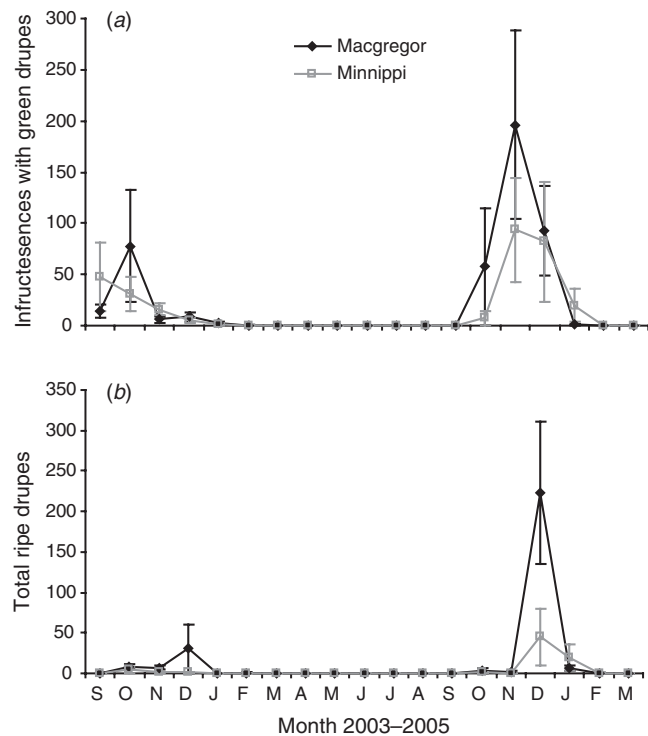 (a)
Macgregor
Minnippi
Infructesences with green drupes
300
250
200
150
100
50
0
(b)
Total ripe drupes
350
300
250
200
150
100
50
0
S O N D J F M A M J J A S O N D J F M
Month 2003–2005